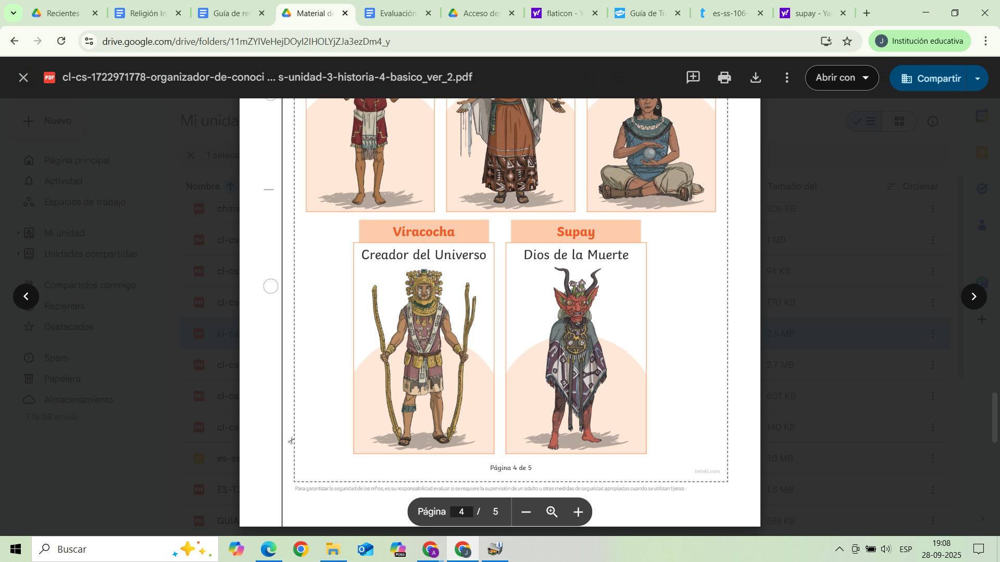 Recientes -
Religión In
Guía de ref
Material de
Evaluación
Acceso der
flaticon - Y
Guía de Tra
es-ss-106-
supay - Yal
drive.google.com/drive/folders/11mZYIVeHejDOyI2IHOLYjZJa3ezDm4_y
J
Institución educativa
PDF
cl-cs-1722971778-organizador-de-conoci ... s-unidad-3-historia-4-basico_ver_2.pdf
Abrir con
Compartir
Nuevo
Mi unida
Página principal
1 selecc
Actividad
Nombre
Tamaño del
Ordenar
Espacios de trabajo
china
306 KB
Mi unidad
cl-cs
1 MB
Unidades compartidas
cl-cs
94 KB
Compartidos conmigo
cl-cs
770 KB
Recientes
Destacados
cl-cs
2.5 MB
Spam
cl-cs
2.7 MB
Papelera
cl-cs
607 KB
Almacenamiento
7.76 GB en uso
cl-cs
140 KB
es-ss
30 MB
ES-T2
1.5 MB
GUIA
588 KB
Viracocha
Creador del Universo
Supay
Dios de la Muerte
Página 4 de 5
twinkl.com
Para garantizar la seguridad de los niños, es su responsabilidad evaluar si se requiere la supervisión de un adulto u otras medidas de seguridad apropiadas cuando se utilizan tijeras.
Página 4 / 5
Buscar
M365
A
J
ESP
19:08
28-09-2025